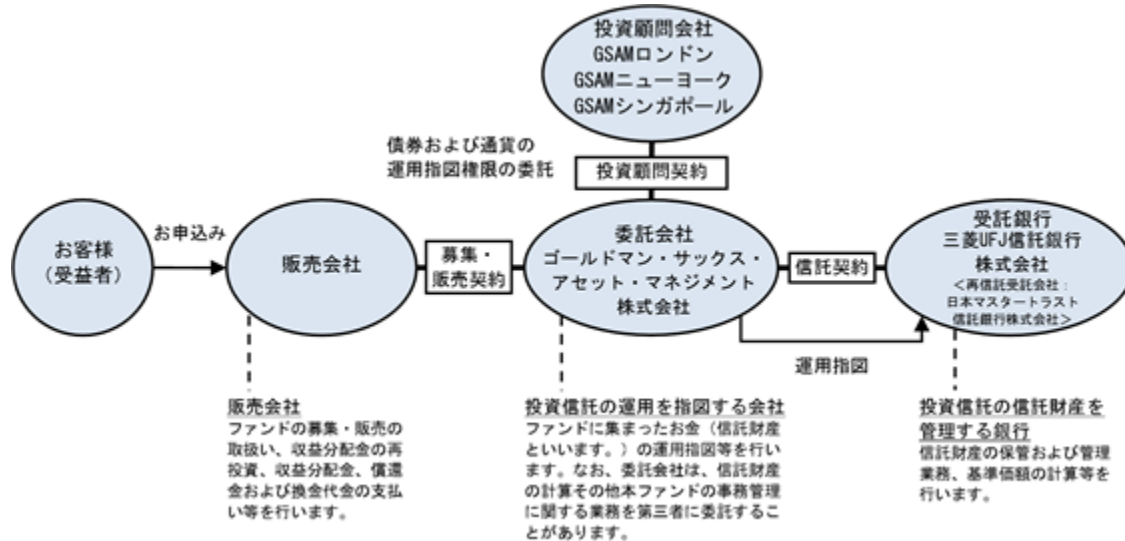 投資顧問会社
GSAMロンドン
GSAMニューヨーク
GSAMシンガポール
債券および通貨の
運用指図権限の委託
投資顧問契約
お客様
（受益者）
お申込み
販売会社
募集・
販売契約
委託会社
ゴールドマン・サックス・
アセット・マネジメント
株式会社
信託契約
受託銀行
三菱UFJ信託銀行
株式会社
＜再信託受託会社：
日本マスタートラスト
信託銀行株式会社＞
運用指図
販売会社
ファンドの募集・販売の
取扱い、収益分配金の再
投資、収益分配金、償還
金および換金代金の支払
い等を行います。
投資信託の運用を指図する会社
ファンドに集まったお金（信託財産
といいます。）の運用指図等を行い
ます。なお、委託会社は、信託財産
の計算その他本ファンドの事務管理
に関する業務を第三者に委託するこ
とがあります。
投資信託の信託財産を
管理する銀行
信託財産の保管および管理
業務、基準価額の計算等を
行います。